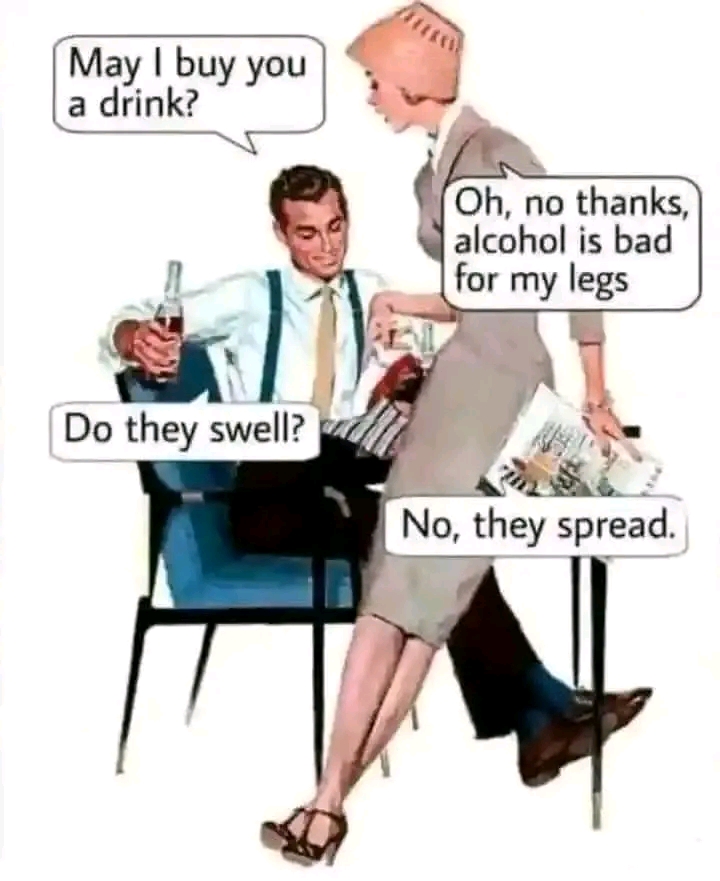 May I buy you
a drink?
Oh, no thanks,
alcohol is bad
for my legs
Do they swell?
No, they spread.